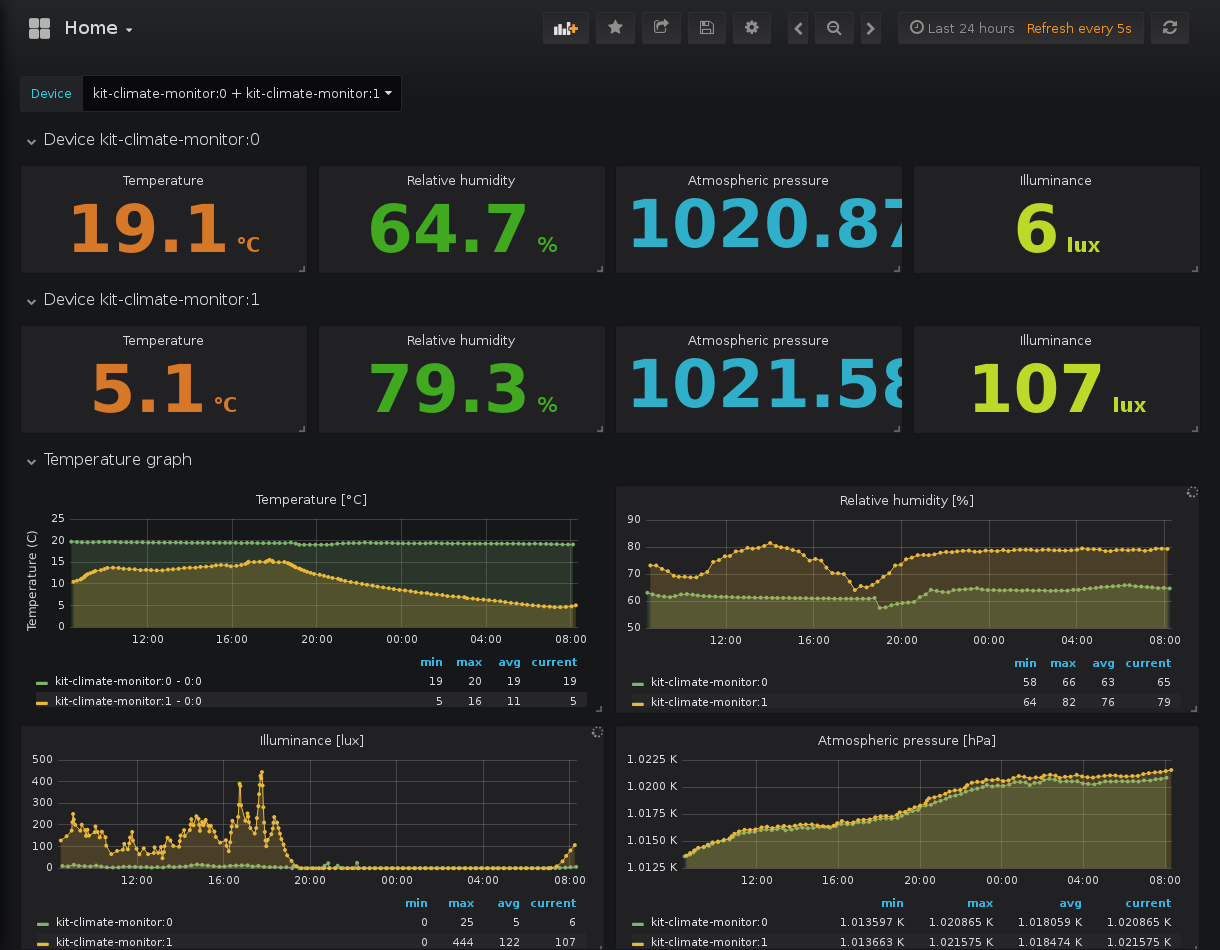 Home
Last 24 hours Refresh every 5s
Device kit-climate-monitor:0 + kit-climate-monitor:1
Device kit-climate-monitor:0
Temperature Relative humidity Atmospheric pressure Illuminance
19.1 °C 64.7 % 1020.87 6 lux
Device kit-climate-monitor:1
Temperature Relative humidity Atmospheric pressure Illuminance
5.1 °C 79.3 % 1021.58 107 lux
Temperature graph
Temperature [°C]
Temperature (C)
25
20
15
10
5
0
12:00 16:00 20:00 00:00 04:00 08:00
min max avg current
kit-climate-monitor:0 - 0:0 19 20 19 19
kit-climate-monitor:1 - 0:0 5 16 11 5
Relative humidity [%]
90
80
70
60
50
12:00 16:00 20:00 00:00 04:00 08:00
min max avg current
kit-climate-monitor:0 58 66 63 65
kit-climate-monitor:1 64 82 76 79
Illuminance [lux]
500
400
300
200
100
0
12:00 16:00 20:00 00:00 04:00 08:00
min max avg current
kit-climate-monitor:0 0 25 5 6
kit-climate-monitor:1 0 444 122 107
Atmospheric pressure [hPa]
1.0225 K
1.0200 K
1.0175 K
1.0150 K
1.0125 K
12:00 16:00 20:00 00:00 04:00 08:00
min max avg current
kit-climate-monitor:0 1.013597 K 1.020865 K 1.018059 K 1.020865 K
kit-climate-monitor:1 1.013663 K 1.021575 K 1.018474 K 1.021575 K